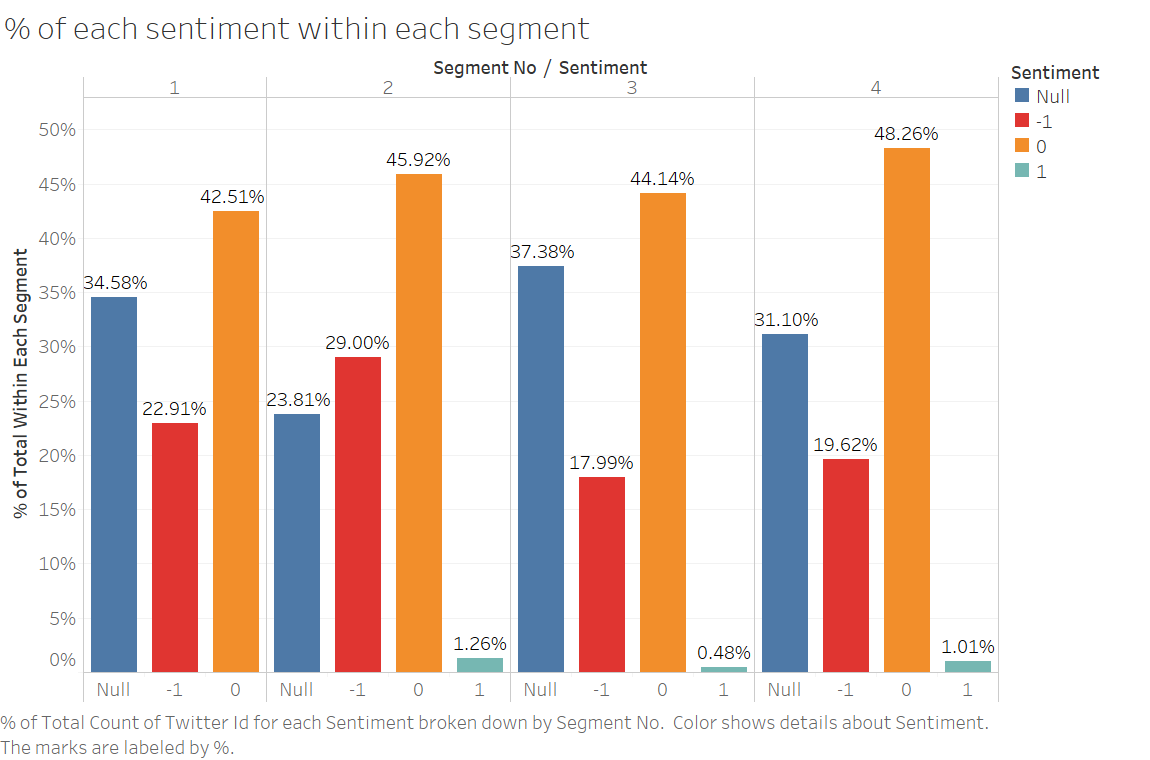 % of each sentiment within each segment
Segment No / Sentiment
1 2 3 4
Sentiment
Null
-1
0
1
% of Total Within Each Segment
50%
45%
40%
35%
30%
25%
20%
15%
10%
5%
0%
34.58% 22.91% 42.51%
23.81% 29.00% 45.92% 1.26%
37.38% 17.99% 44.14% 0.48%
31.10% 19.62% 48.26% 1.01%
Null -1 0 Null -1 0 1 Null -1 0 1 Null -1 0 1
% of Total Count of Twitter Id for each Sentiment broken down by Segment No. Color shows details about Sentiment.
The marks are labeled by %.